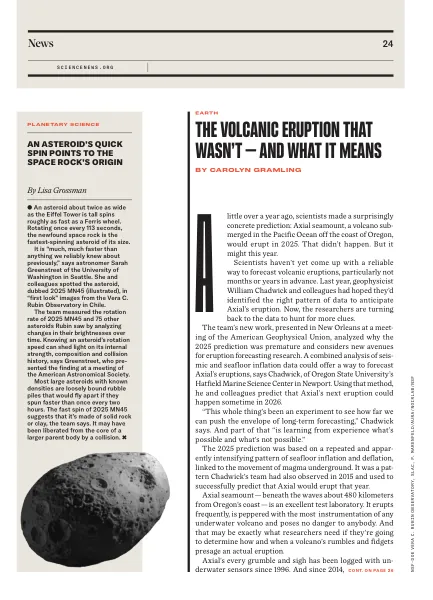 News
24
SCIENCENEWS.ORG
PLANETARY SCIENCE
AN ASTEROID'S QUICK
SPIN POINTS TO THE
SPACE ROCK'S ORIGIN
By Lisa Grossman
● An asteroid about twice as wide
as the Eiffel Tower is tall spins
roughly as fast as a Ferris wheel.
Rotating once every 113 seconds,
the newfound space rock is the
fastest-spinning asteroid of its size.
It is "much, much faster than
anything we reliably knew about
previously," says astronomer Sarah
Greenstreet of the University of
Washington in Seattle. She and
colleagues spotted the asteroid,
dubbed 2025 MN45 (illustrated), in
"first look" images from the Vera C.
Rubin Observatory in Chile.
The team measured the rotation
rate of 2025 MN45 and 75 other
asteroids Rubin saw by analyzing
changes in their brightnesses over
time. Knowing an asteroid's rotation
speed can shed light on its internal
strength, composition and collision
history, says Greenstreet, who pre-
sented the finding at a meeting of
the American Astronomical Society.
Most large asteroids with known
densities are loosely bound rubble
piles that would fly apart if they
spun faster than once every two
hours. The fast spin of 2025 MN45
suggests that it's made of solid rock
or clay, the team says. It may have
been liberated from the core of a
larger parent body by a collision. ✖
EARTH
THE VOLCANIC ERUPTION THAT
WASN'T — AND WHAT IT MEANS
BY CAROLYN GRAMLING
A little over a year ago, scientists made a surprisingly
concrete prediction: Axial seamount, a volcano sub-
merged in the Pacific Ocean off the coast of Oregon,
would erupt in 2025. That didn't happen. But it
might this year.
Scientists haven't yet come up with a reliable
way to forecast volcanic eruptions, particularly not
months or years in advance. Last year, geophysicist
William Chadwick and colleagues had hoped they'd
identified the right pattern of data to anticipate
Axial's eruption. Now, the researchers are turning
back to the data to hunt for more clues.
The team's new work, presented in New Orleans at a meet-
ing of the American Geophysical Union, analyzed why the
2025 prediction was premature and considers new avenues
for eruption forecasting research. A combined analysis of seis-
mic and seafloor inflation data could offer a way to forecast
Axial's eruptions, says Chadwick, of Oregon State University's
Hatfield Marine Science Center in Newport. Using that method,
he and colleagues predict that Axial's next eruption could
happen sometime in 2026.
"This whole thing's been an experiment to see how far we
can push the envelope of long-term forecasting," Chadwick
says. And part of that "is learning from experience what's
possible and what's not possible."
The 2025 prediction was based on a repeated and appar-
ently intensifying pattern of seafloor inflation and deflation,
linked to the movement of magma underground. It was a pat-
tern Chadwick's team had also observed in 2015 and used to
successfully predict that Axial would erupt that year.
Axial seamount — beneath the waves about 480 kilometers
from Oregon's coast — is an excellent test laboratory. It erupts
frequently, is peppered with the most instrumentation of any
underwater volcano and poses no danger to anybody. And
that may be exactly what researchers need if they're going
to determine how and when a volcano's rumbles and fidgets
presage an actual eruption.
Axial's every grumble and sigh has been logged with un-
derwater sensors since 1996. And since 2014, CONT. ON PAGE 26